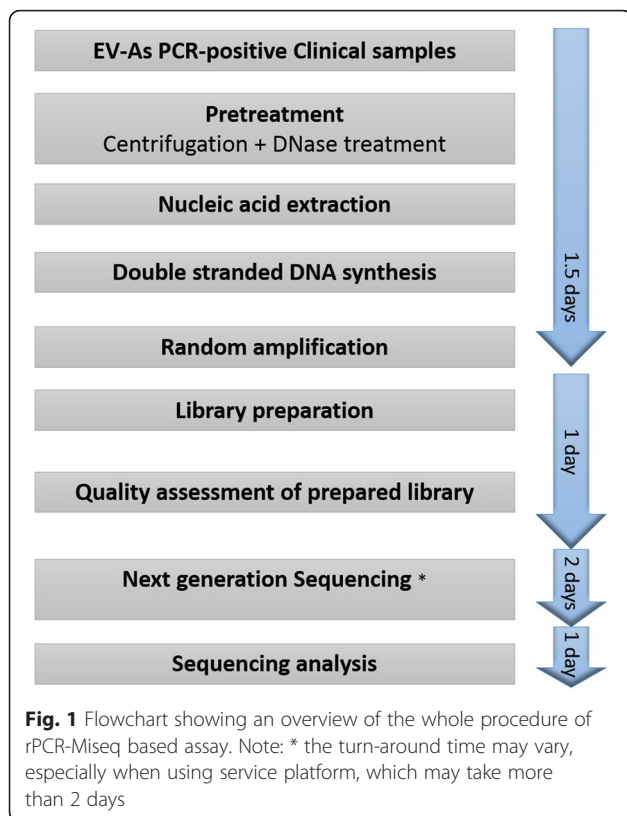 EV-As PCR-positive Clinical samples
Pretreatment
Centrifugation + DNase treatment
Nucleic acid extraction
Double stranded DNA synthesis
1.5 days
Random amplification
Library preparation
1 day
Quality assessment of prepared library
Next generation Sequencing *
2 days
Sequencing analysis
1 day
Fig. 1 Flowchart showing an overview of the whole procedure of
rPCR-Miseq based assay. Note: * the turn-around time may vary,
especially when using service platform, which may take more
than 2 days